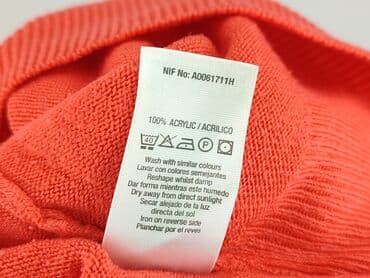 NIF No: A0061711H
100% ACRYLIC / ACRILICO
40 P
Wash with similar colours
Lavar con colores semejantes
Reshape whilst damp
Dar forma mientras este humedo
Dry away from direct sunlight
Secar alejado de la luz
directa del sol
Iron on reverse side
Planchar por el reves